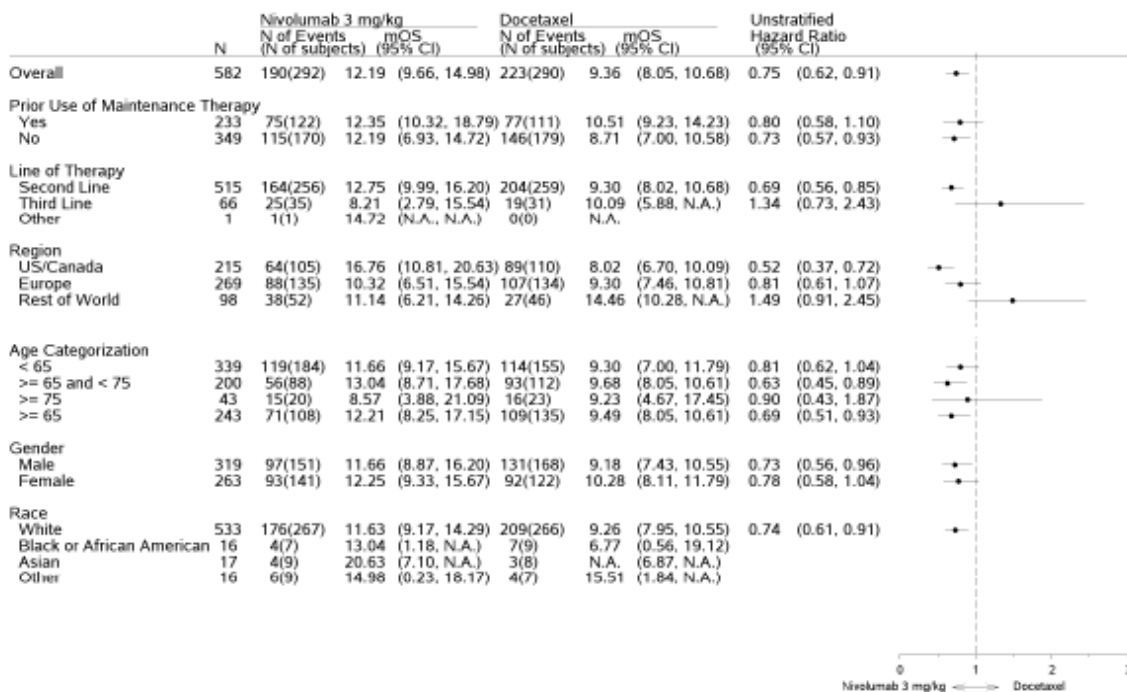 Nivolumab 3 mg/kg Docetaxel Unstratified
N of Events mOS N of Events mOS Hazard Ratio
N (N of subjects) (95% CI) (N of subjects) (95% CI) (95% CI)
Overall 582 190(292) 12.19 (9.66, 14.98) 223(290) 9.36 (8.05, 10.68) 0.75 (0.62, 0.91)
Prior Use of Maintenance Therapy
Yes 233 75(122) 12.35 (10.32, 18.79) 77(111) 10.51 (9.23, 14.23) 0.80 (0.58, 1.10)
No 349 115(170) 12.19 (6.93, 14.72) 146(179) 8.71 (7.00, 10.58) 0.73 (0.57, 0.93)
Line of Therapy
Second Line 515 164(256) 12.75 (9.99, 16.20) 204(259) 9.30 (8.02, 10.68) 0.69 (0.56, 0.85)
Third Line 66 25(35) 8.21 (2.79, 15.54) 19(31) 10.09 (5.88, N.A.) 1.34 (0.73, 2.43)
Other 1 1(1) 14.72 (N.A., N.A.) 0(0) N.A.
Region
US/Canada 215 64(105) 16.76 (10.81, 20.63) 89(110) 8.02 (6.70, 10.09) 0.52 (0.37, 0.72)
Europe 269 88(135) 10.32 (6.51, 15.54) 107(134) 9.30 (7.46, 10.81) 0.81 (0.61, 1.07)
Rest of World 98 38(52) 11.14 (6.21, 14.26) 27(46) 14.46 (10.28, N.A.) 1.49 (0.91, 2.45)
Age Categorization
< 65 339 119(184) 11.66 (9.17, 15.67) 114(155) 9.30 (7.00, 11.79) 0.81 (0.62, 1.04)
>= 65 and < 75 200 56(88) 13.04 (8.71, 17.68) 93(112) 9.68 (8.05, 10.61) 0.63 (0.45, 0.89)
>= 75 43 15(20) 8.57 (3.88, 21.09) 16(23) 9.23 (4.67, 17.45) 0.90 (0.43, 1.87)
>= 65 243 71(108) 12.21 (8.25, 17.15) 109(135) 9.49 (8.05, 10.61) 0.69 (0.51, 0.93)
Gender
Male 319 97(151) 11.66 (8.87, 16.20) 131(168) 9.18 (7.43, 10.55) 0.73 (0.56, 0.96)
Female 263 93(141) 12.25 (9.33, 15.67) 92(122) 10.28 (8.11, 11.79) 0.78 (0.58, 1.04)
Race
White 533 176(267) 11.63 (9.17, 14.29) 209(266) 9.26 (7.95, 10.55) 0.74 (0.61, 0.91)
Black or African American 16 4(7) 13.04 (1.18, N.A.) 7(9) 6.77 (0.56, 19.12)
Asian 17 4(9) 20.63 (7.10, N.A.) 3(8) N.A. (6.87, N.A.)
Other 16 6(9) 14.98 (0.23, 18.17) 4(7) 15.51 (1.84, N.A.)
0 1 2 3
Nivolumab 3 mg/kg <----> Docetaxel